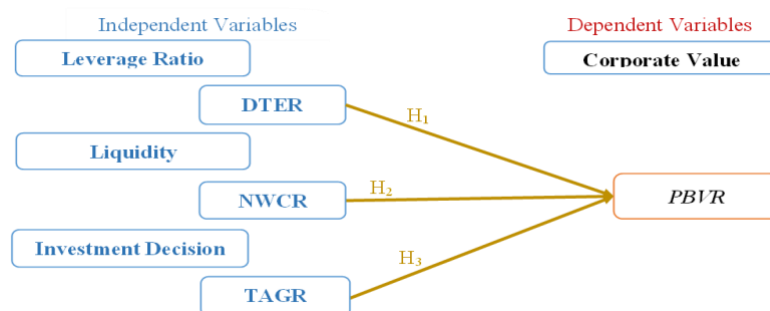 Independent Variables
Dependent Variables
Leverage Ratio
Corporate Value
DTER
H1
Liquidity
NWCR
H2
PBVR
Investment Decision
H3
TAGR